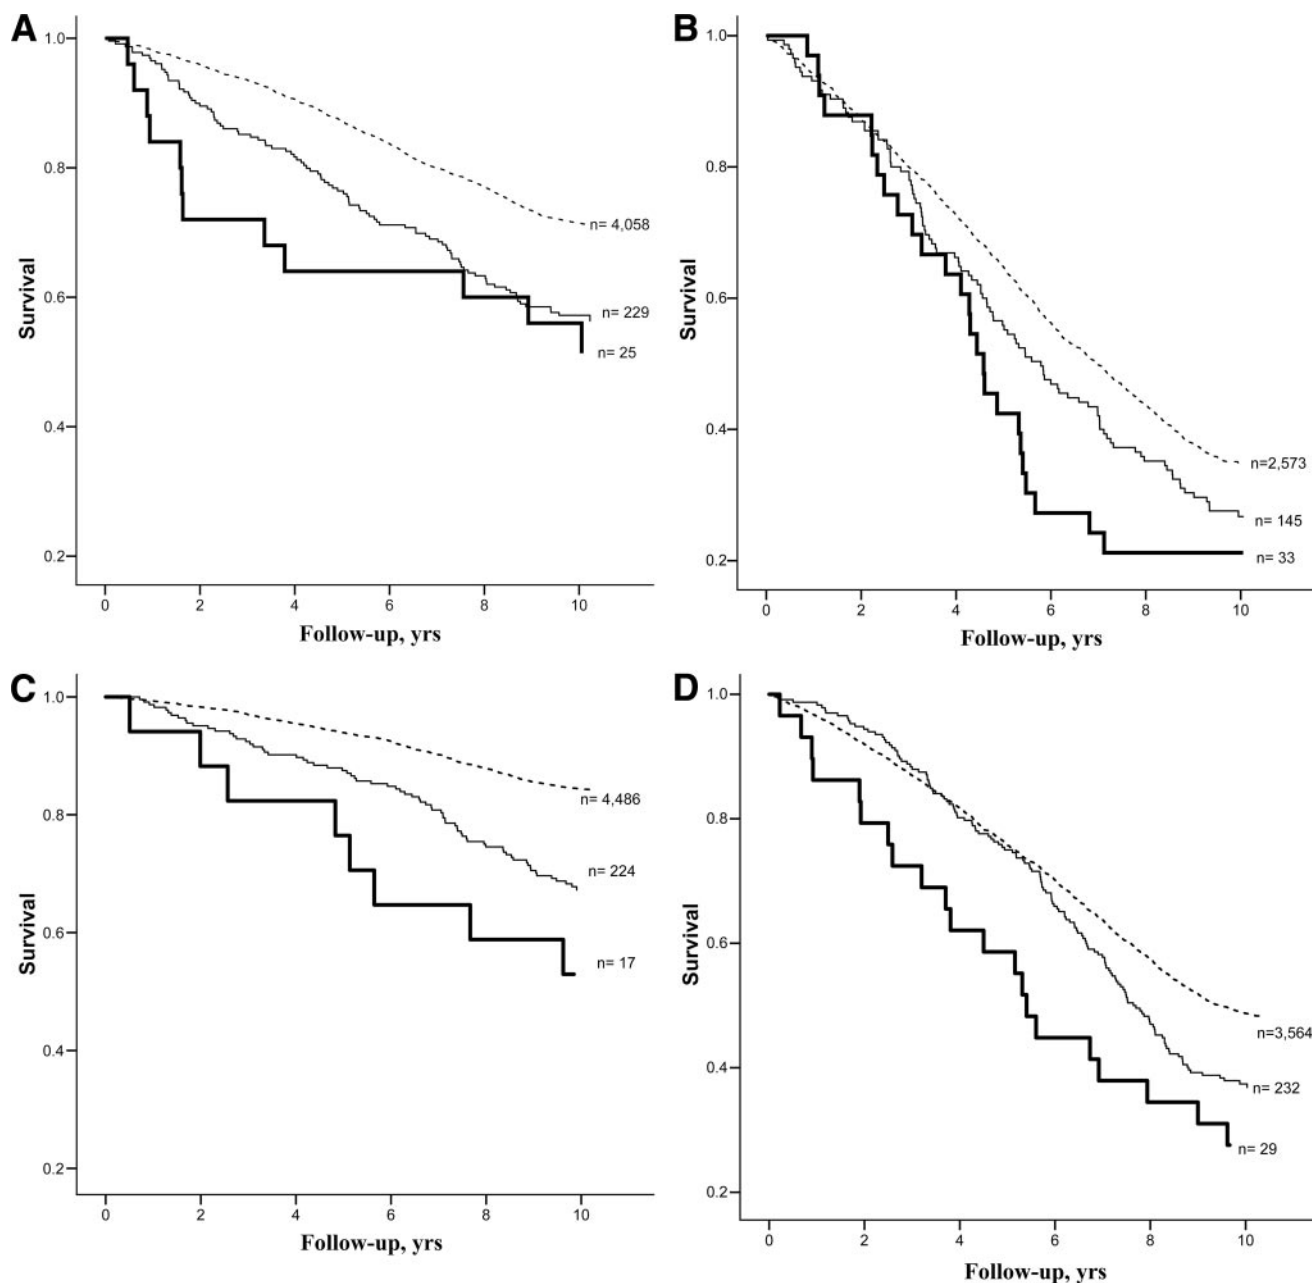 A
Survival
1.0
0.8
0.6
0.4
0.2
n= 4,058
n= 229
n= 25
0 2 4 6 8 10
Follow-up, yrs
B
Survival
1.0
0.8
0.6
0.4
0.2
n=2,573
n= 145
n= 33
0 2 4 6 8 10
Follow-up, yrs
C
Survival
1.0
0.8
0.6
0.4
0.2
n= 4,486
n= 224
n= 17
0 2 4 6 8 10
Follow-up, yrs
D
Survival
1.0
0.8
0.6
0.4
0.2
n=3,564
n= 232
n= 29
0 2 4 6 8 10
Follow-up, yrs